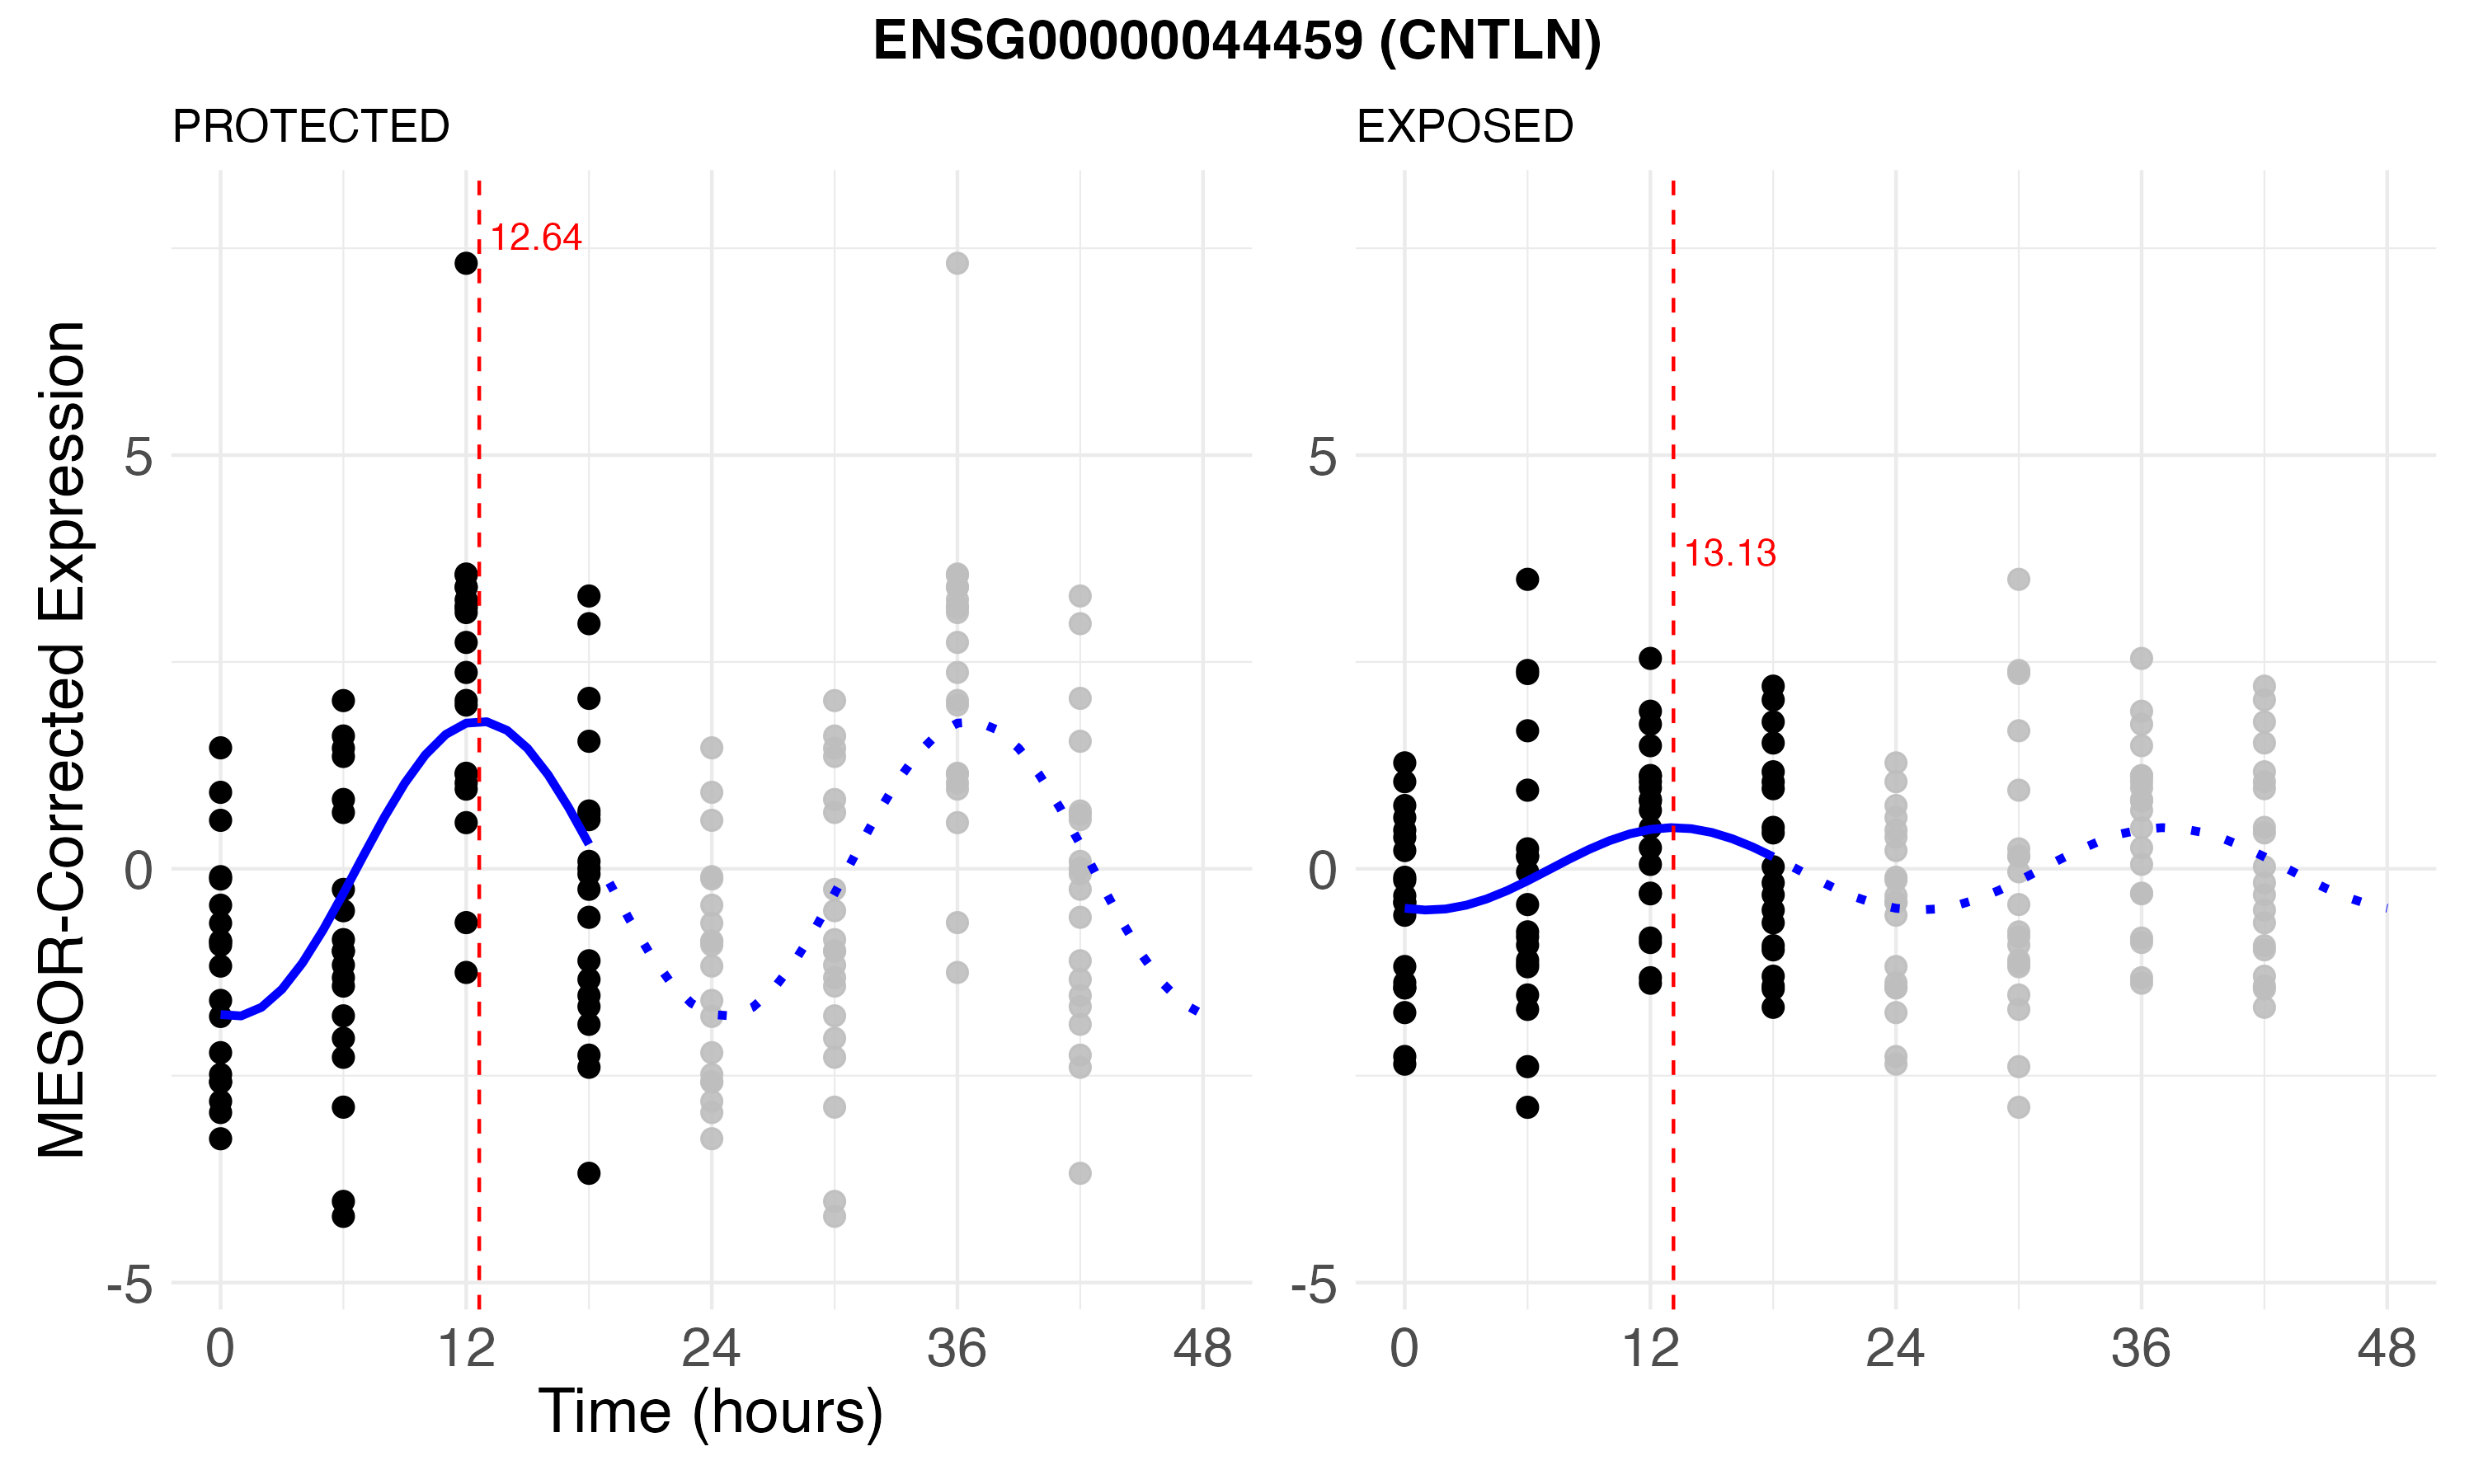 ENSG00000044459 (CNTLN)
PROTECTED
EXPOSED
MESOR-Corrected Expression
12.64
13.13
5
0
-5
5
0
-5
0 12 24 36 48
0 12 24 36 48
Time (hours)